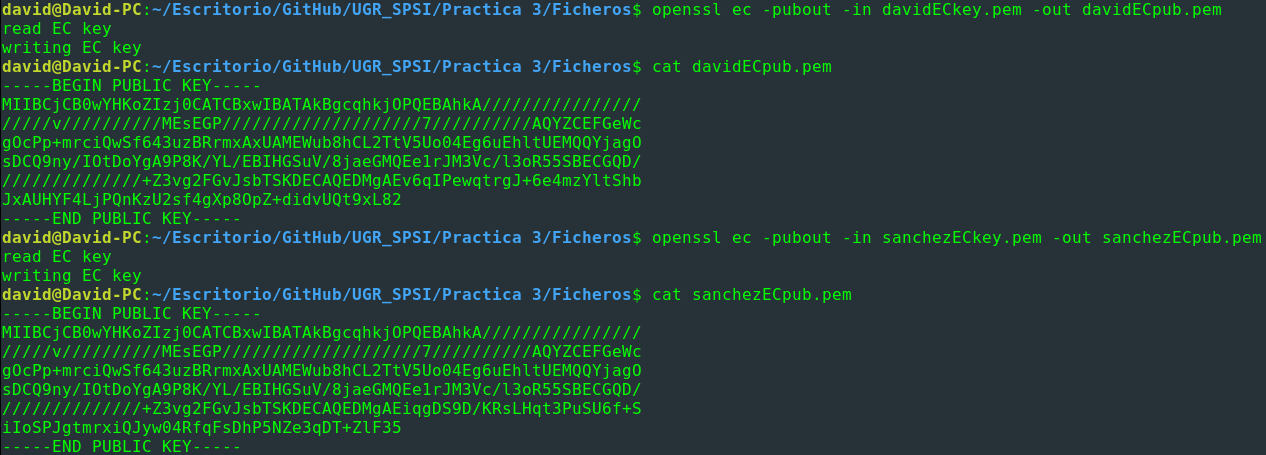 david@David-PC:~/Escritorio/GitHub/UGR_SPSI/Practica 3/Ficheros$ openssl ec -pubout -in davidECkey.pem -out davidECpub.pem
read EC key
writing EC key
david@David-PC:~/Escritorio/GitHub/UGR_SPSI/Practica 3/Ficheros$ cat davidECpub.pem
-----BEGIN PUBLIC KEY-----
MIIBCjCB0wYHKoZIzj0CATCBxwIBATAkBgcqhkjOPQEBAhkA////////////////
/////v//////////MEsEGP////////////////////7//////////AQYZCEFGeWc
gOcPp+mrciQwSf643uzBRrmxAxUAMEWub8hCL2TtV5Uo04Eg6uEhltUEMQQYjagO
sDCQ9ny/IOtDoYgA9P8K/YL/EBIHGSuV/8jaeGMQEe1rJM3Vc/l3oR55SBECGQD/
//////////////+Z3vg2FGvJsbTSKDECAQEDMgAEv6qIPewqtrgJ+6e4mzYltShb
JxAUHYF4LjPQnKzU2sf4gXp8OpZ+didvUQt9xL82
-----END PUBLIC KEY-----
david@David-PC:~/Escritorio/GitHub/UGR_SPSI/Practica 3/Ficheros$ openssl ec -pubout -in sanchezECkey.pem -out sanchezECpub.pem
read EC key
writing EC key
david@David-PC:~/Escritorio/GitHub/UGR_SPSI/Practica 3/Ficheros$ cat sanchezECpub.pem
-----BEGIN PUBLIC KEY-----
MIIBCjCB0wYHKoZIzj0CATCBxwIBATAkBgcqhkjOPQEBAhkA////////////////
/////v//////////MEsEGP////////////////////7//////////AQYZCEFGeWc
gOcPp+mrciQwSf643uzBRrmxAxUAMEWub8hCL2TtV5Uo04Eg6uEhltUEMQQYjagO
sDCQ9ny/IOtDoYgA9P8K/YL/EBIHGSuV/8jaeGMQEe1rJM3Vc/l3oR55SBECGQD/
//////////////+Z3vg2FGvJsbTSKDECAQEDMgAEiqgDS9D/KRsLHqt3PuSU6f+S
iIoSPJgtmrxiQJyw04RfqFsDhP5NZe3qDT+ZlF35
-----END PUBLIC KEY-----